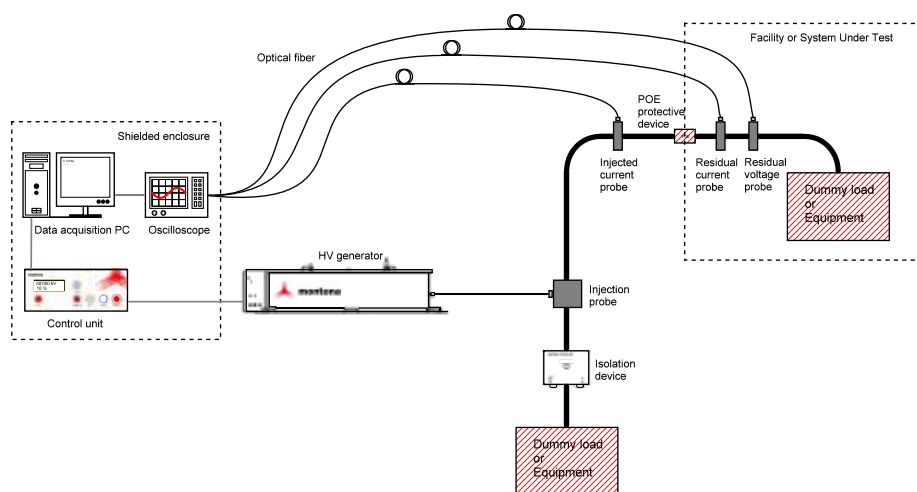 Facility or System Under Test
Optical fiber
POE
protective
device
Shielded enclosure
Injected
current
probe
Residual
current
probe
Residual
voltage
probe
Dummy load
or
Equipment
Data acquisition PC
Oscilloscope
HV generator
montena
Injection
probe
Control unit
Isolation
device
Dummy load
or
Equipment